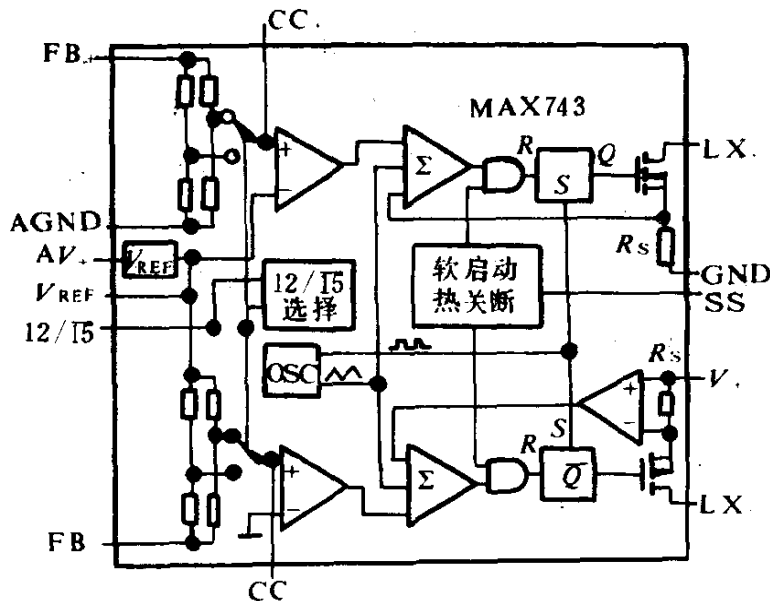 CC.
FB+
MAX743
R
Q
LX.
S
Σ
+
−
AGND
AV+
VREF
Rs
GND
软启动
热关断
SS
VREF
12/15
选择
12/15
OSC
Rs
V.
+
−
S
R
Q̅
Σ
+
−
LX
FB
CC